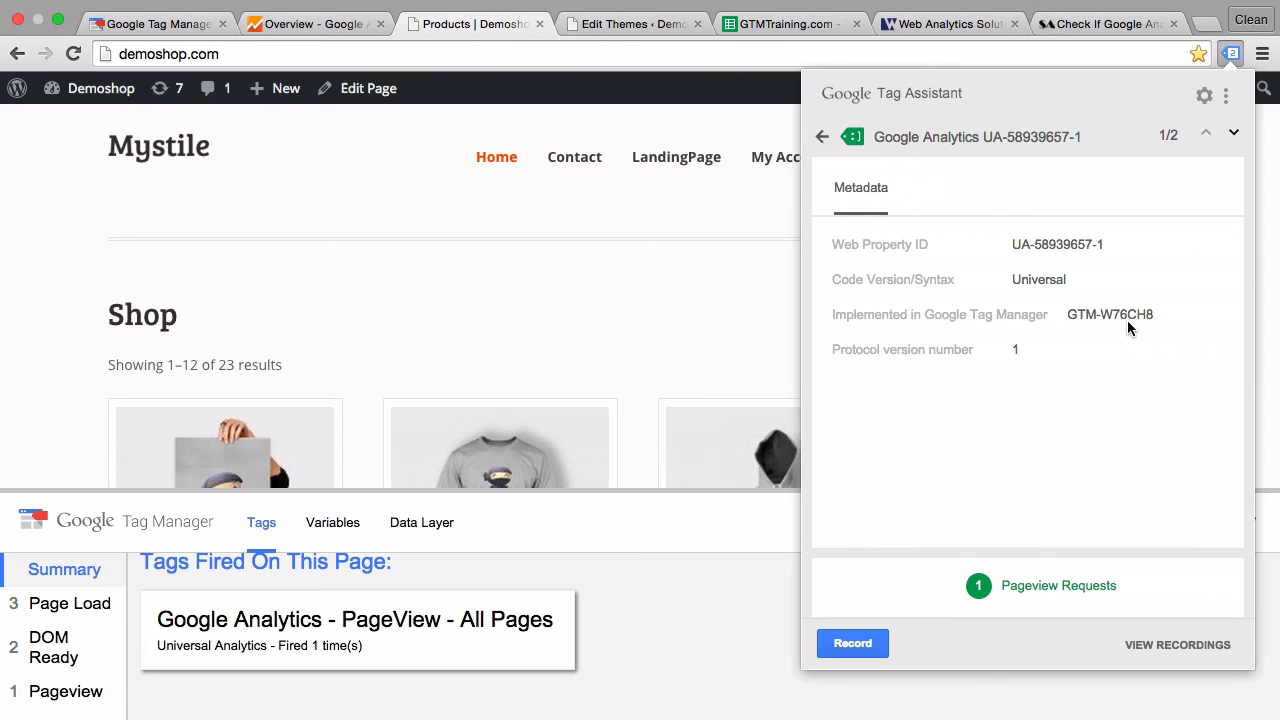 Google Tag Manage
Overview - Google A
Products | Demosho
Edit Themes ‹ Demo
GTMTraining.com - T
Web Analytics Solut
Check If Google Ana
Clean
demoshop.com
2
Demoshop
7
1
New
Edit Page
Google Tag Assistant
Google Analytics UA-58939657-1
1/2
Mystile
Home
Contact
LandingPage
My Acc
Metadata
Web Property ID UA-58939657-1
Code Version/Syntax Universal
Implemented in Google Tag Manager GTM-W76CH8
Protocol version number 1
Shop
Showing 1–12 of 23 results
Google Tag Manager
Tags
Variables
Data Layer
Summary
3 Page Load
2 DOM
Ready
1 Pageview
Tags Fired On This Page:
Google Analytics - PageView - All Pages
Universal Analytics - Fired 1 time(s)
1 Pageview Requests
Record
VIEW RECORDINGS